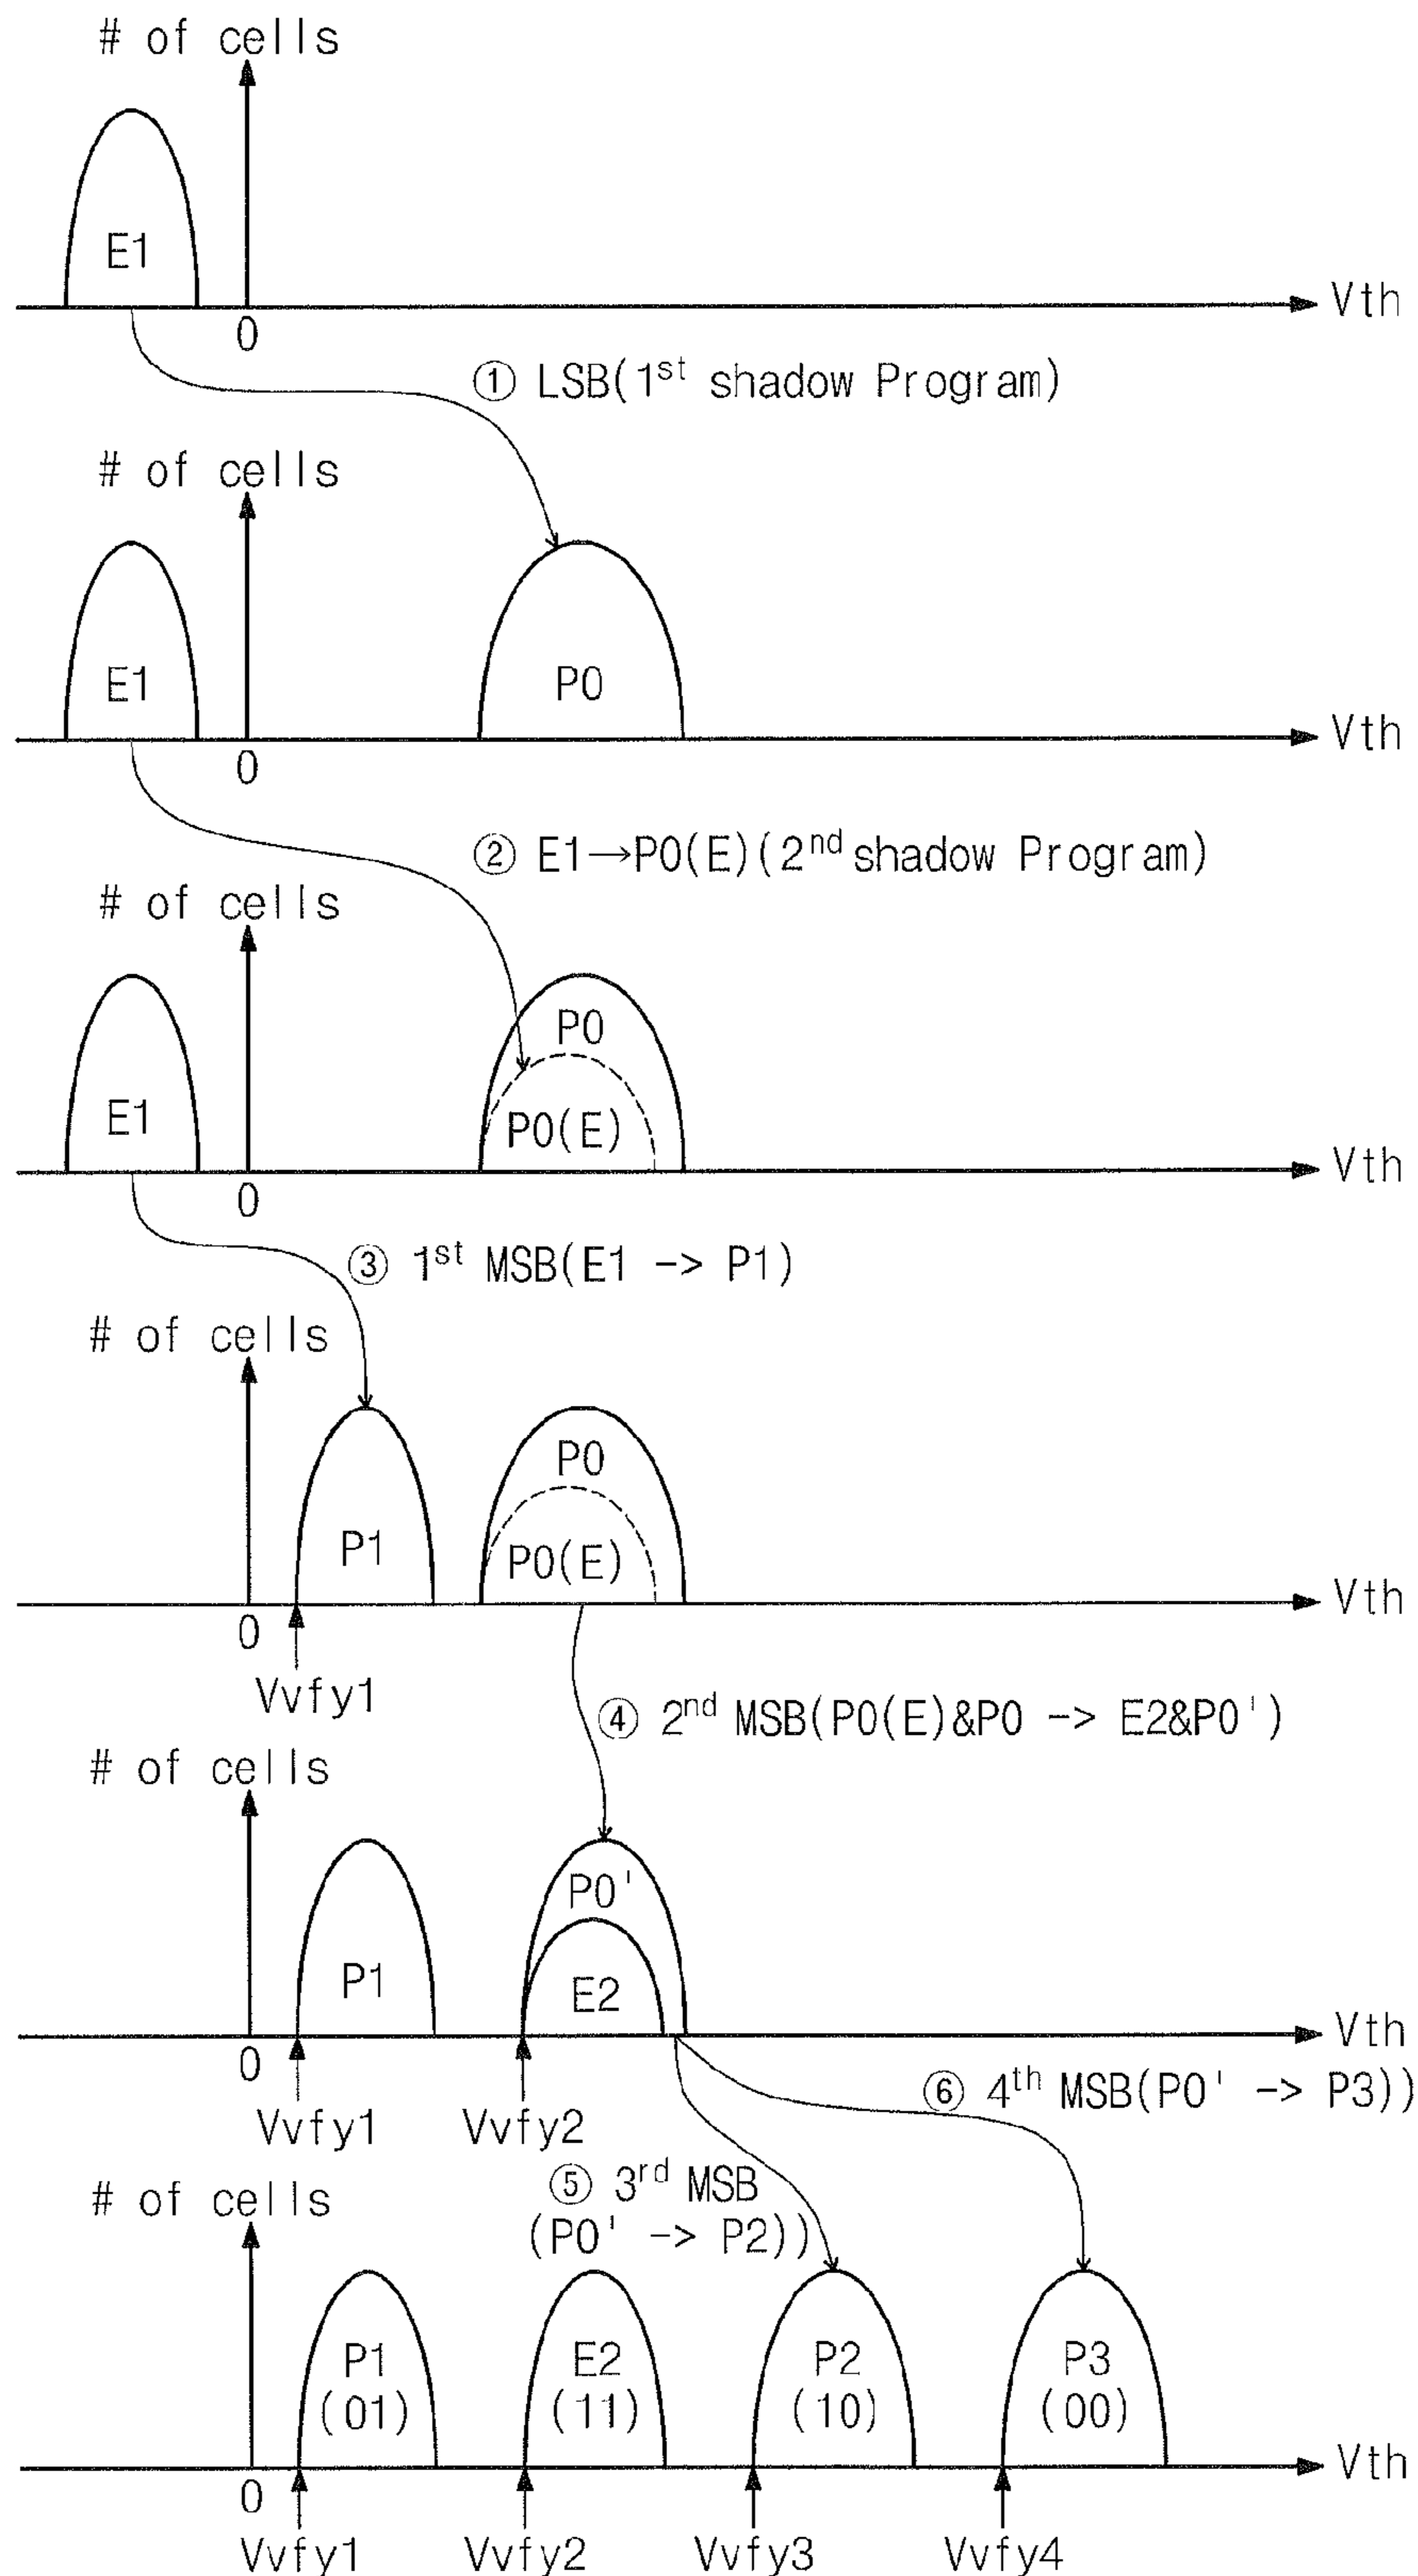 # of cells
E1
Vth
0
① LSB(1st shadow Program)
# of cells
E1
P0
Vth
0
② E1→P0(E)(2nd shadow Program)
# of cells
P0
E1
P0(E)
Vth
0
③ 1st MSB(E1 -> P1)
# of cells
P0
P1
P0(E)
Vth
0
Vvfy1
④ 2nd MSB(P0(E)&P0 -> E2&P0')
# of cells
P0'
P1
E2
Vth
0
Vvfy1
Vvfy2
⑥ 4th MSB(P0' -> P3))
⑤ 3rd MSB
(P0' -> P2))
# of cells
P1
(01)
E2
(11)
P2
(10)
P3
(00)
Vth
0
Vvfy1
Vvfy2
Vvfy3
Vvfy4